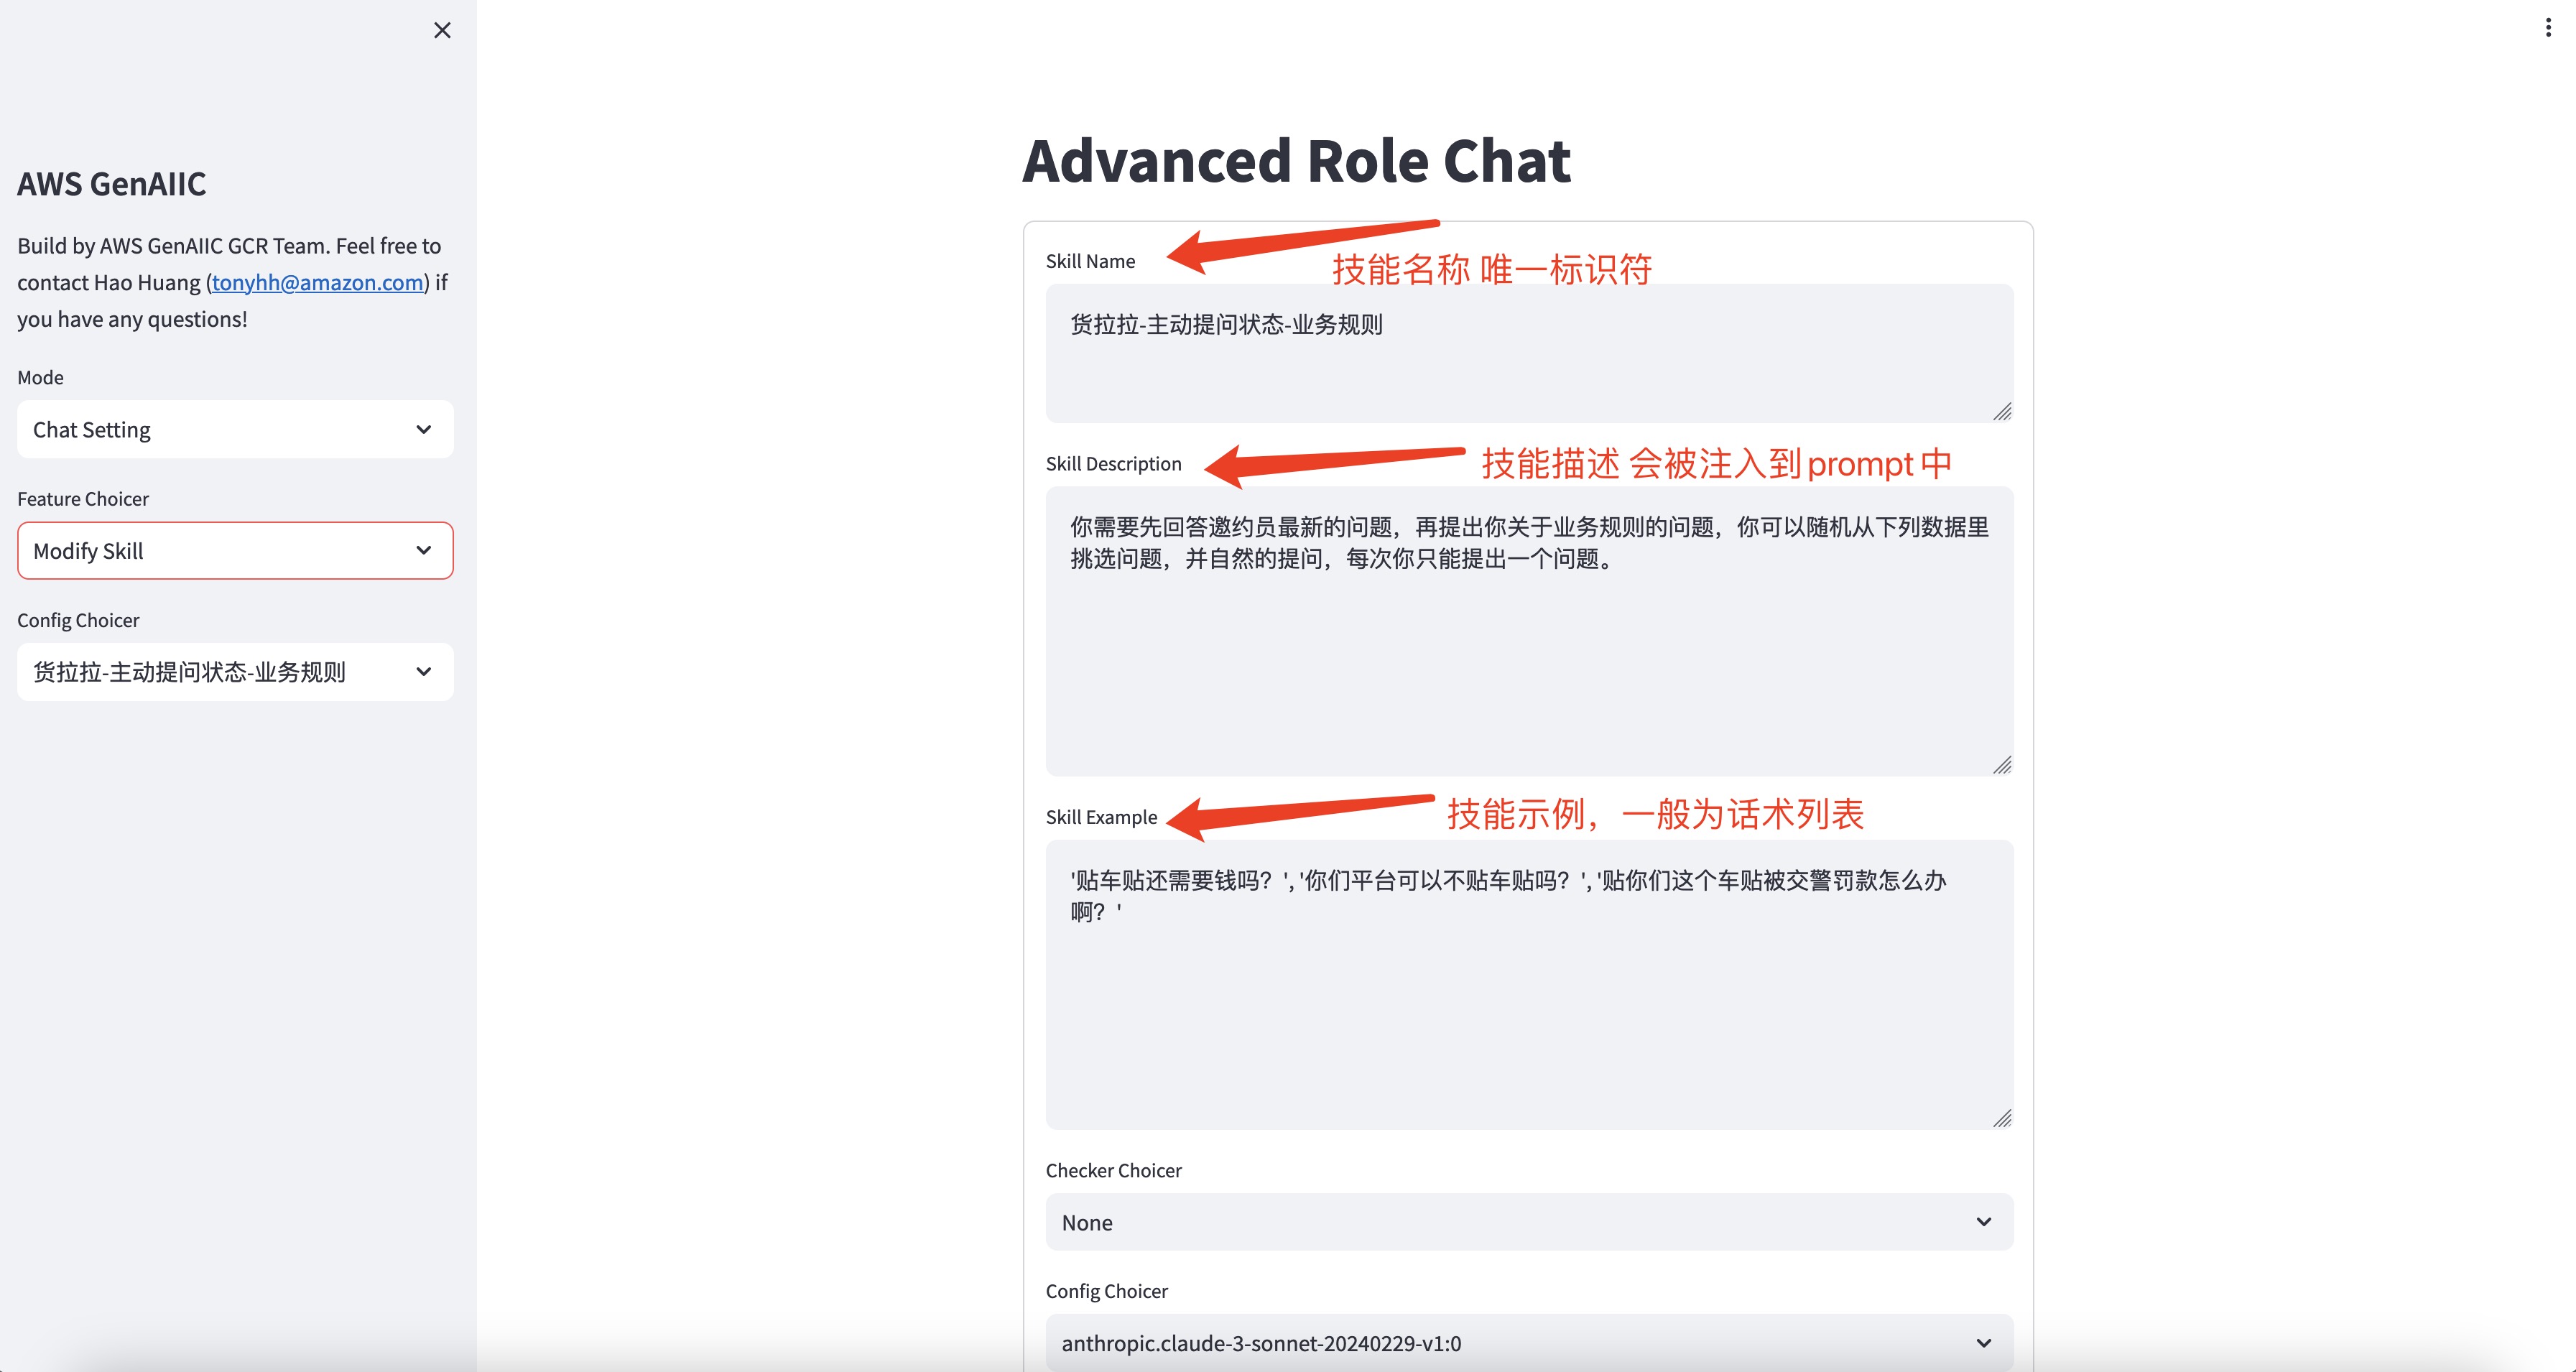 AWS GenAIIC
Build by AWS GenAIIC GCR Team. Feel free to
contact Hao Huang (tonyhh@amazon.com) if
you have any questions!
Mode
Chat Setting
Feature Choicer
Modify Skill
Config Choicer
货拉拉-主动提问状态-业务规则
Advanced Role Chat
Skill Name
技能名称 唯一标识符
货拉拉-主动提问状态-业务规则
Skill Description
技能描述 会被注入到prompt中
你需要先回答邀约员最新的问题，再提出你关于业务规则的问题，你可以随机从下列数据里
挑选问题，并自然的提问，每次你只能提出一个问题。
Skill Example
技能示例，一般为话术列表
'贴车贴还需要钱吗？','你们平台可以不贴车贴吗？','贴你们这个车贴被交警罚款怎么办
啊？'
Checker Choicer
None
Config Choicer
anthropic.claude-3-sonnet-20240229-v1:0